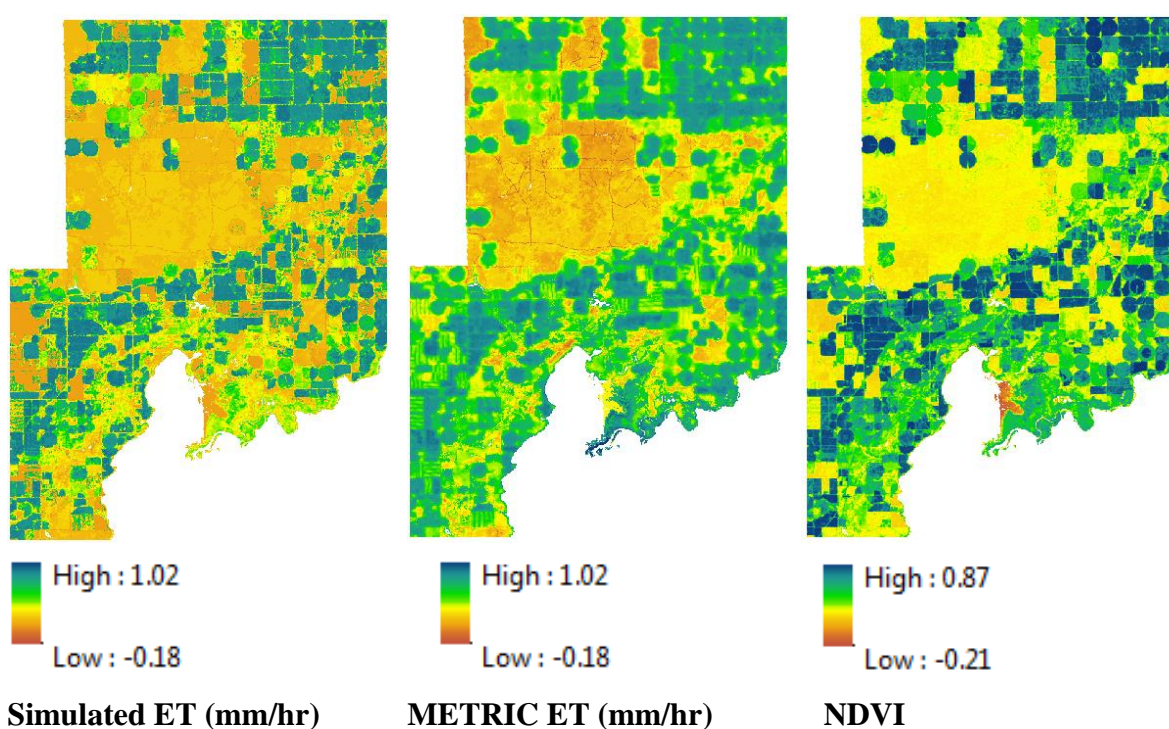 High : 1.02
Low : -0.18
High : 1.02
Low : -0.18
High : 0.87
Low : -0.21
Simulated ET (mm/hr)
METRIC ET (mm/hr)
NDVI